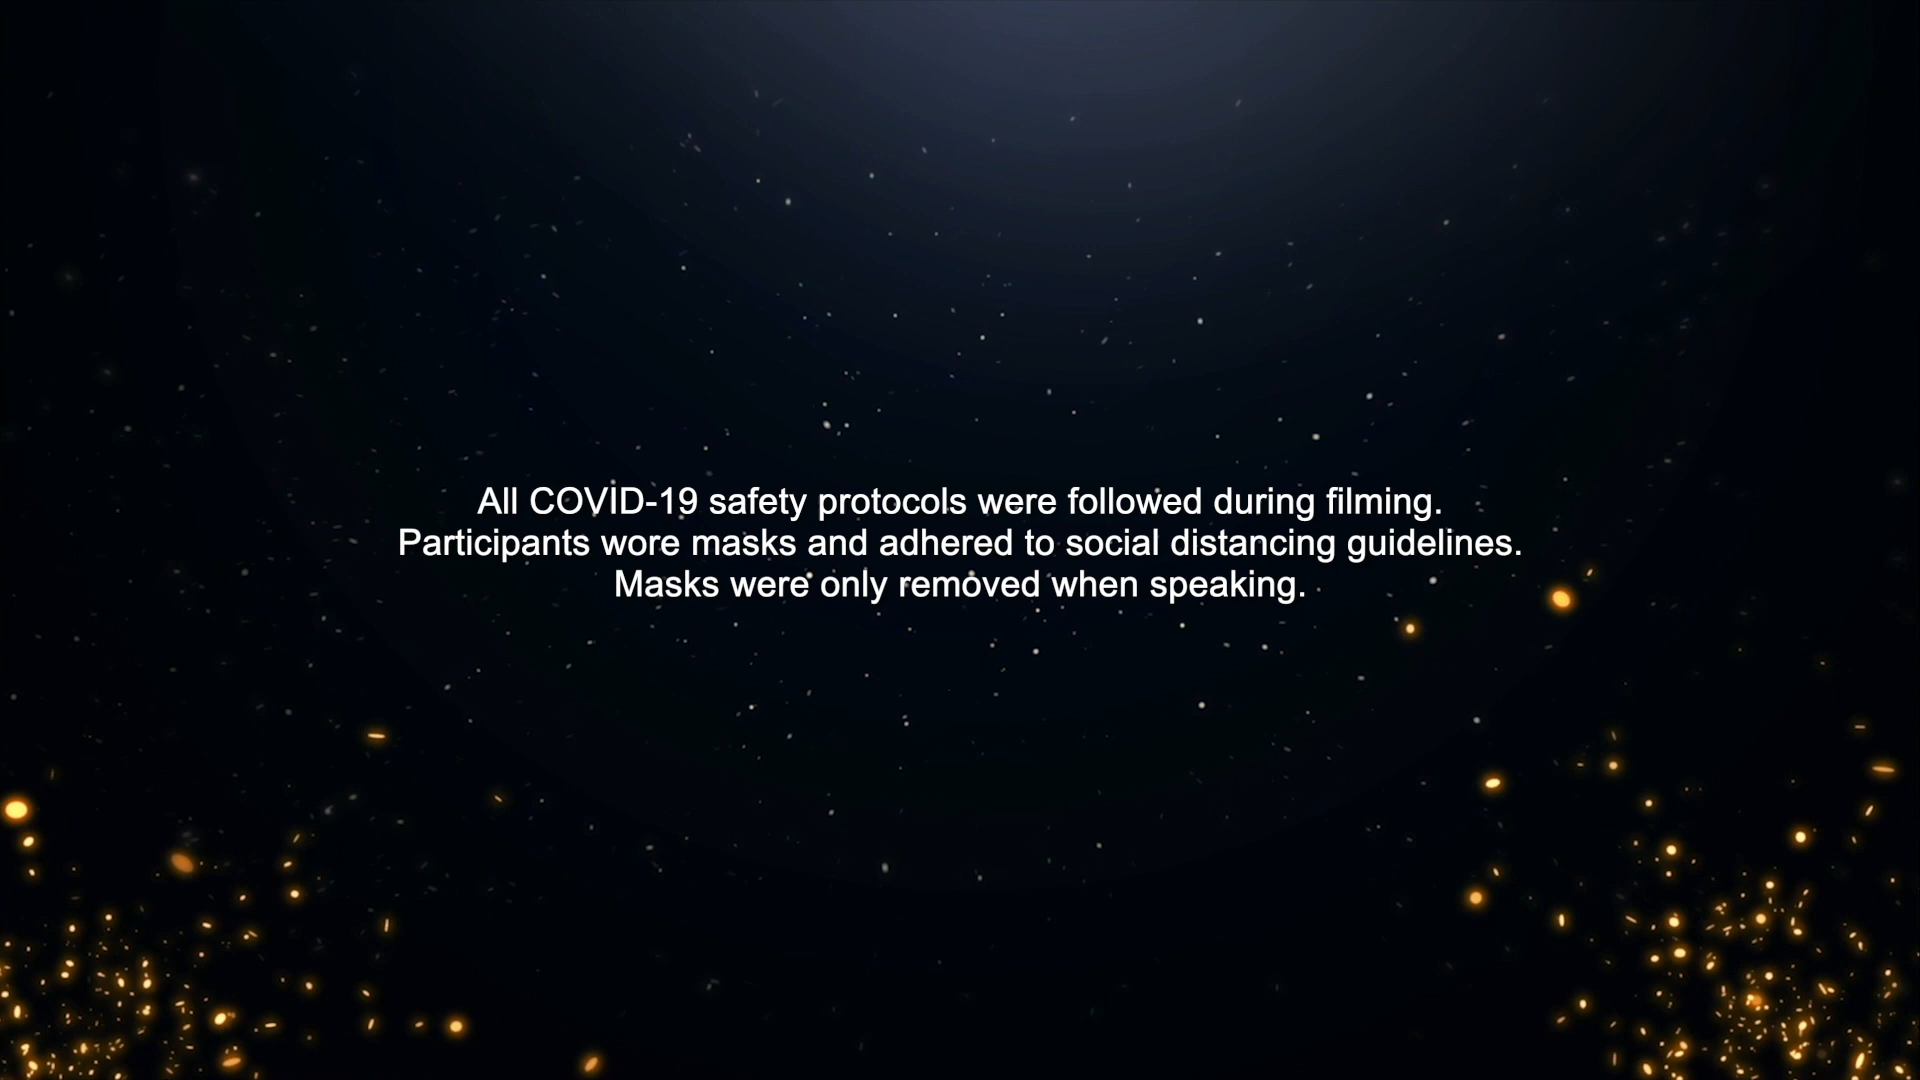 All COVID-19 safety protocols were followed during filming.
Participants wore masks and adhered to social distancing guidelines.
Masks were only removed when speaking.